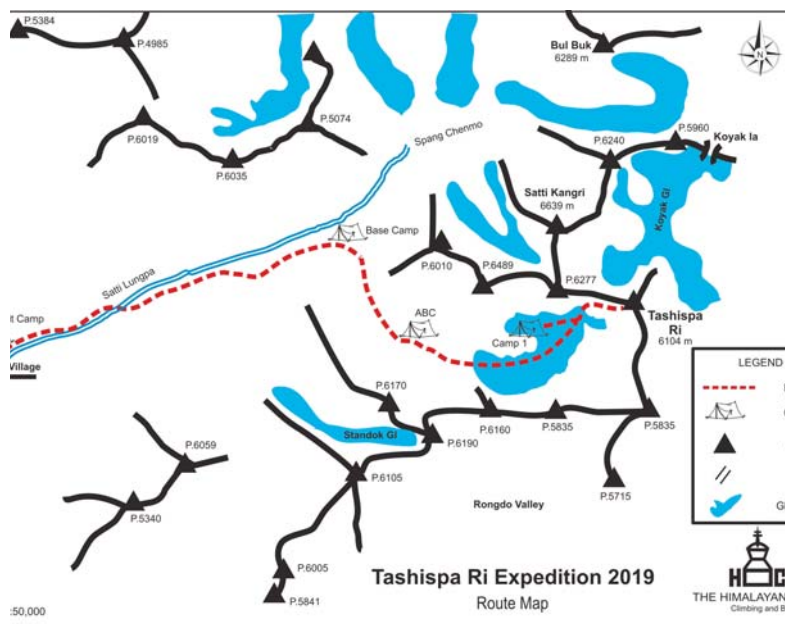 P.5384
P.4985
Bul Buk
6289 m
N
P.6019
P.5074
P.6035
Spang Chenmo
P.6240
P.5960
Koyak la
Satti Kangri
6639 m
Koyak Gl
Base Camp
P.6010
P.6489
P.6277
Satti Lungpa
ABC
Camp 1
Tashispa
Ri
6104 m
t Camp
Village
LEGEND
P.6170
P.6160
P.5835
P.5835
Standok Gl
P.6190
P.6059
P.6105
P.5715
P.5340
Rongdo Valley
Gl
P.6005
P.5841
Tashispa Ri Expedition 2019
Route Map
:50,000
H C
THE HIMALAYAN
Climbing and B